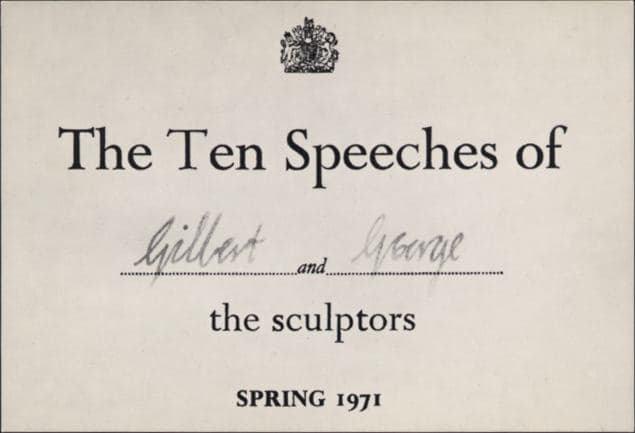 The Ten Speeches of
Gilbert and George
the sculptors
SPRING 1971